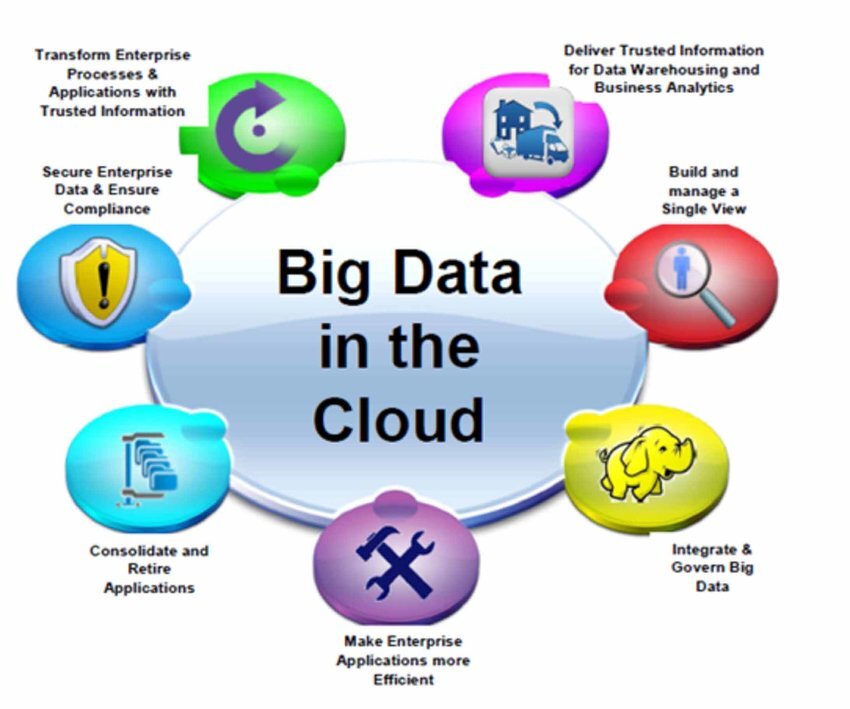 Transform Enterprise
Processes &
Applications with
Trusted Information
Deliver Trusted Information
for Data Warehousing and
Business Analytics
Secure Enterprise
Data & Ensure
Compliance
Build and
manage a
Single View
Big Data
in the
Cloud
Consolidate and
Retire
Applications
Integrate &
Govern Big
Data
Make Enterprise
Applications more
Efficient